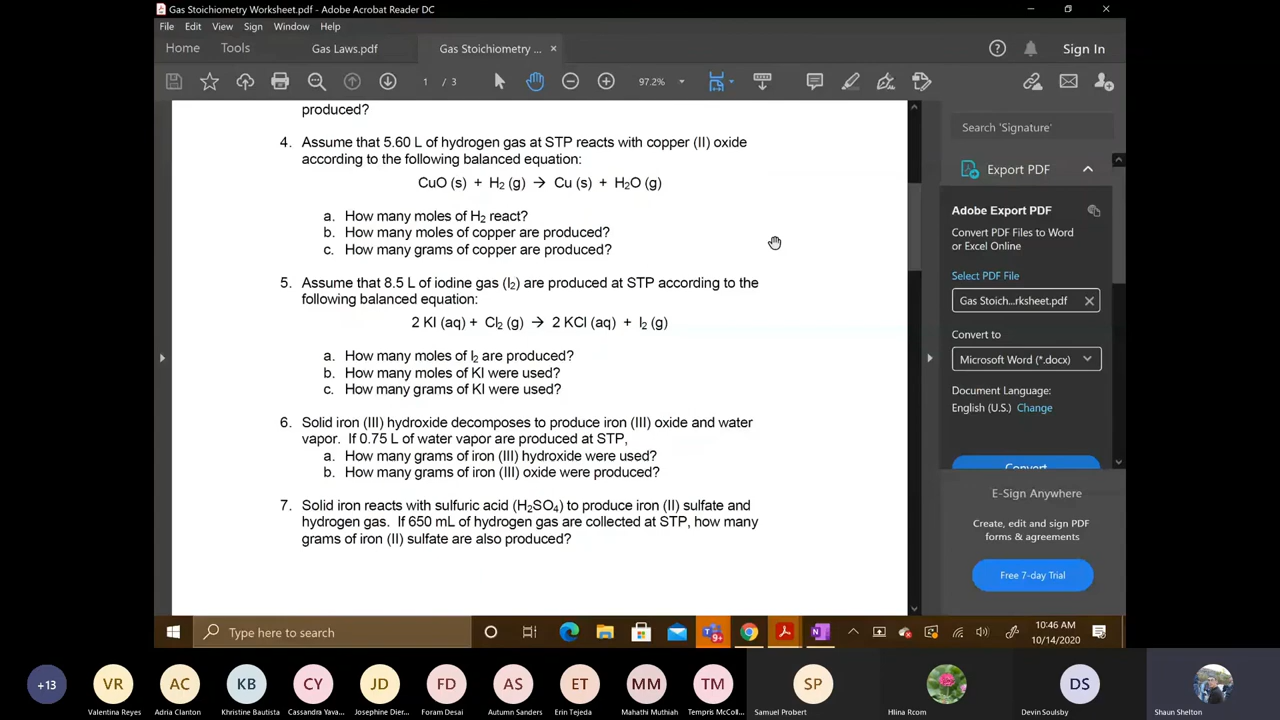 Gas Stoichiometry Worksheet.pdf - Adobe Acrobat Reader DC
File Edit View Sign Window Help
Home Tools Gas Laws.pdf Gas Stoichiometry ... × Sign In
1 / 3 97.2%
produced?
4. Assume that 5.60 L of hydrogen gas at STP reacts with copper (II) oxide
according to the following balanced equation:
CuO (s) + H₂ (g) → Cu (s) + H₂O (g)
a. How many moles of H₂ react?
b. How many moles of copper are produced?
c. How many grams of copper are produced?
5. Assume that 8.5 L of iodine gas (I₂) are produced at STP according to the
following balanced equation:
2 KI (aq) + Cl₂ (g) → 2 KCl (aq) + I₂ (g)
a. How many moles of I₂ are produced?
b. How many moles of KI were used?
c. How many grams of KI were used?
6. Solid iron (III) hydroxide decomposes to produce iron (III) oxide and water
vapor. If 0.75 L of water vapor are produced at STP,
a. How many grams of iron (III) hydroxide were used?
b. How many grams of iron (III) oxide were produced?
7. Solid iron reacts with sulfuric acid (H₂SO₄) to produce iron (II) sulfate and
hydrogen gas. If 650 mL of hydrogen gas are collected at STP, how many
grams of iron (II) sulfate are also produced?
Search 'Signature'
Export PDF
Adobe Export PDF
Convert PDF Files to Word
or Excel Online
Select PDF File
Gas Stoich...rksheet.pdf
Convert to
Microsoft Word (*.docx)
Document Language:
English (U.S.) Change
Convert
E-Sign Anywhere
Create, edit and sign PDF
forms & agreements
Free 7-day Trial
Type here to search
9+
10:46 AM
10/14/2020
+13 VR AC KB CY JD FD AS ET MM TM SP DS
Valentina Reyes Adria Clanton Khristine Bautista Cassandra Yava... Josephine Dier... Foram Desai Autumn Sanders Erin Tejeda Mahathi Muthiah Tempris McColl... Samuel Probert Hlina Rcom Devin Soulsby Shaun Shelton